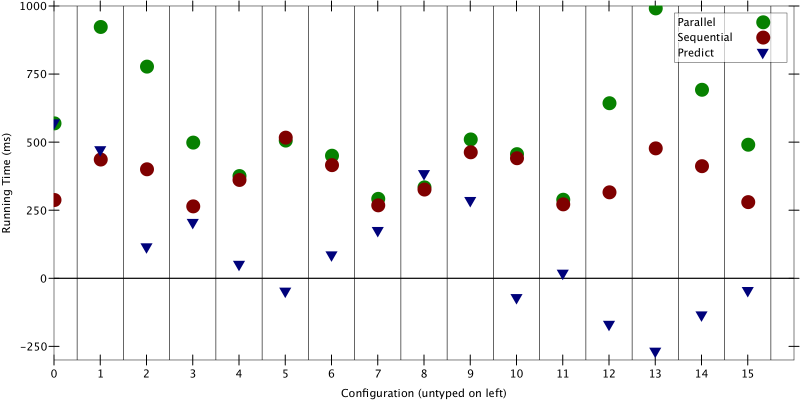 1000
750
500
250
0
-250
Running Time (ms)
Parallel
Sequential
Predict
0 1 2 3 4 5 6 7 8 9 10 11 12 13 14 15
Configuration (untyped on left)